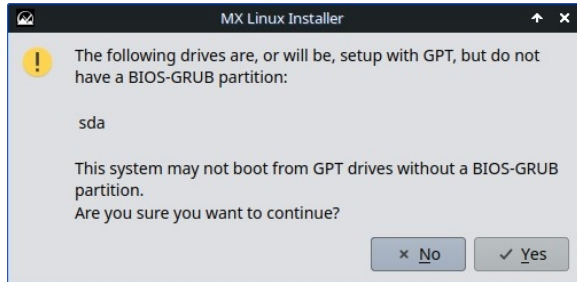 MX Linux Installer
The following drives are, or will be, setup with GPT, but do not
have a BIOS-GRUB partition:
sda
This system may not boot from GPT drives without a BIOS-GRUB
partition.
Are you sure you want to continue?
No
Yes